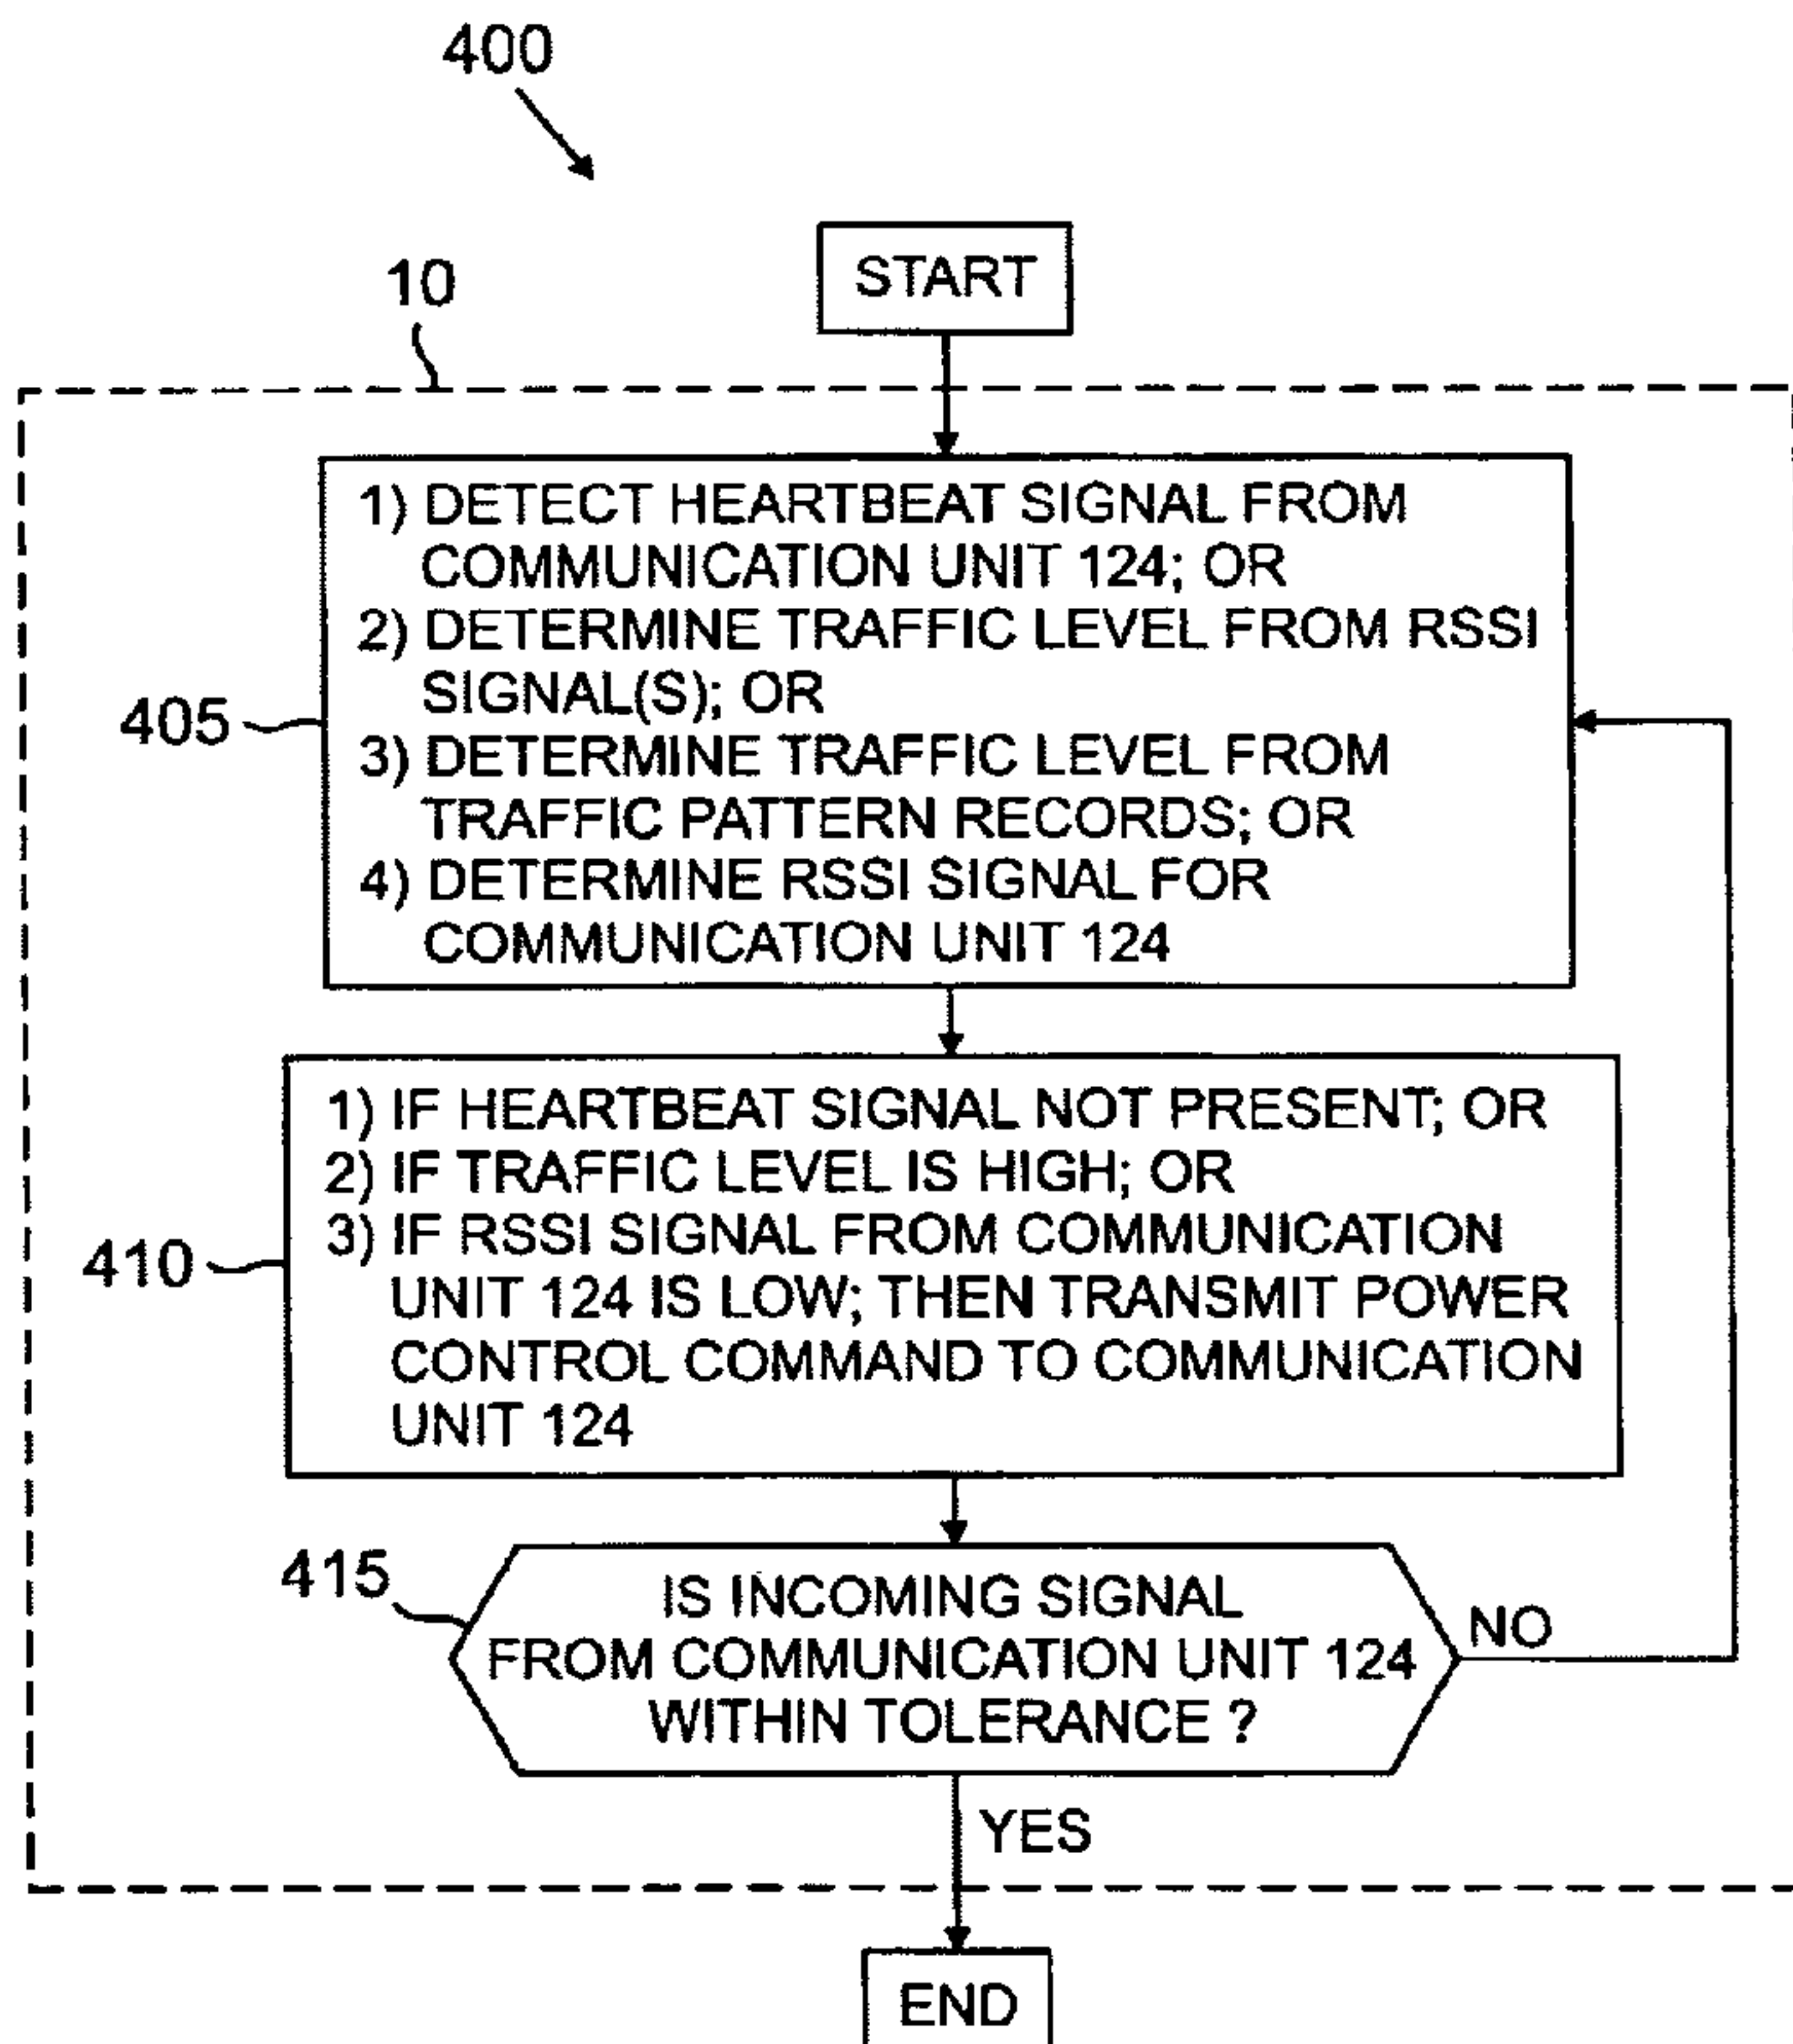 400
START
10
1) DETECT HEARTBEAT SIGNAL FROM
COMMUNICATION UNIT 124; OR
2) DETERMINE TRAFFIC LEVEL FROM RSSI
SIGNAL(S); OR
3) DETERMINE TRAFFIC LEVEL FROM
TRAFFIC PATTERN RECORDS; OR
4) DETERMINE RSSI SIGNAL FOR
COMMUNICATION UNIT 124
405
1) IF HEARTBEAT SIGNAL NOT PRESENT; OR
2) IF TRAFFIC LEVEL IS HIGH; OR
3) IF RSSI SIGNAL FROM COMMUNICATION
UNIT 124 IS LOW; THEN TRANSMIT POWER
CONTROL COMMAND TO COMMUNICATION
UNIT 124
410
415
IS INCOMING SIGNAL
FROM COMMUNICATION UNIT 124
WITHIN TOLERANCE ?
NO
YES
END